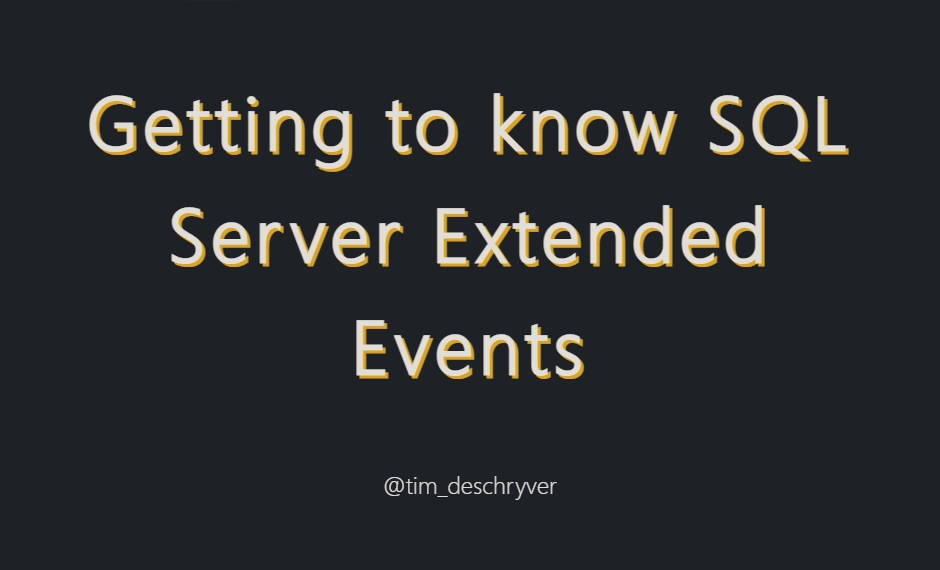 Getting to know SQL
Server Extended
Events
@tim_deschryver